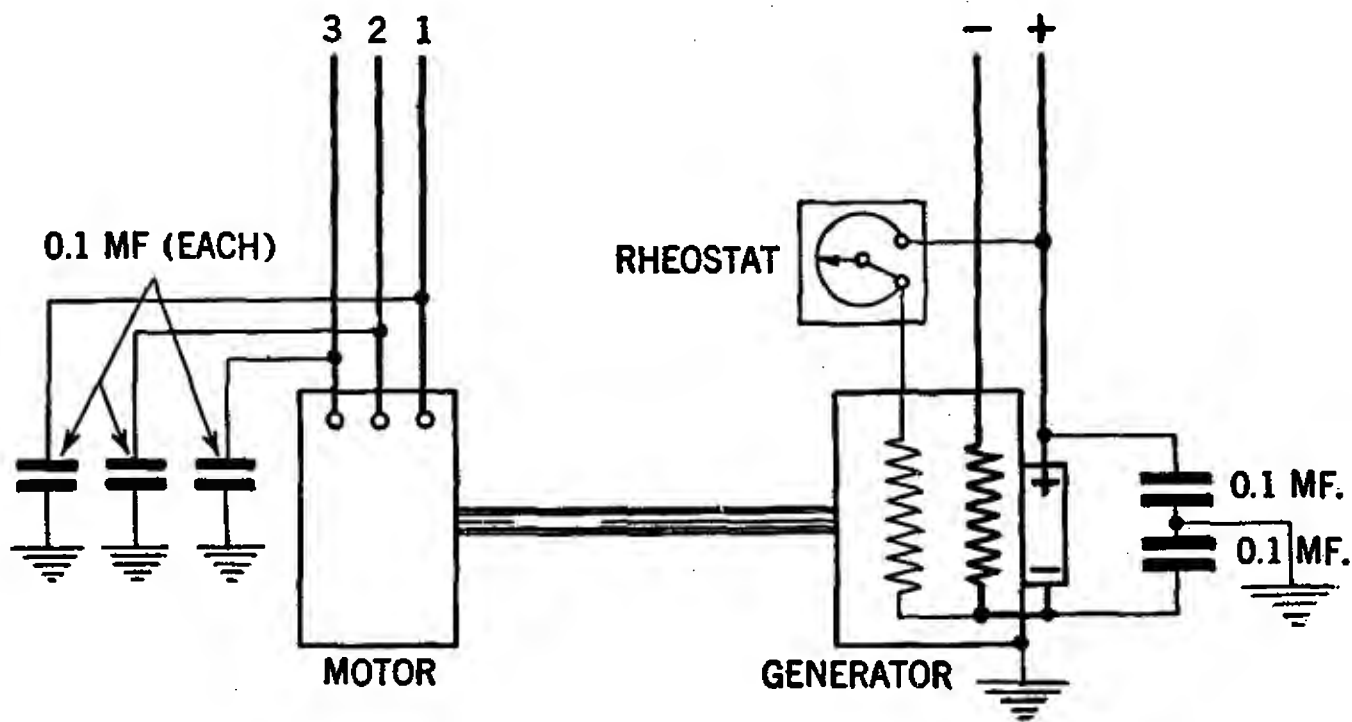 3 2 1
− +
0.1 MF (EACH)
RHEOSTAT
+
−
0.1 MF.
0.1 MF.
MOTOR
GENERATOR